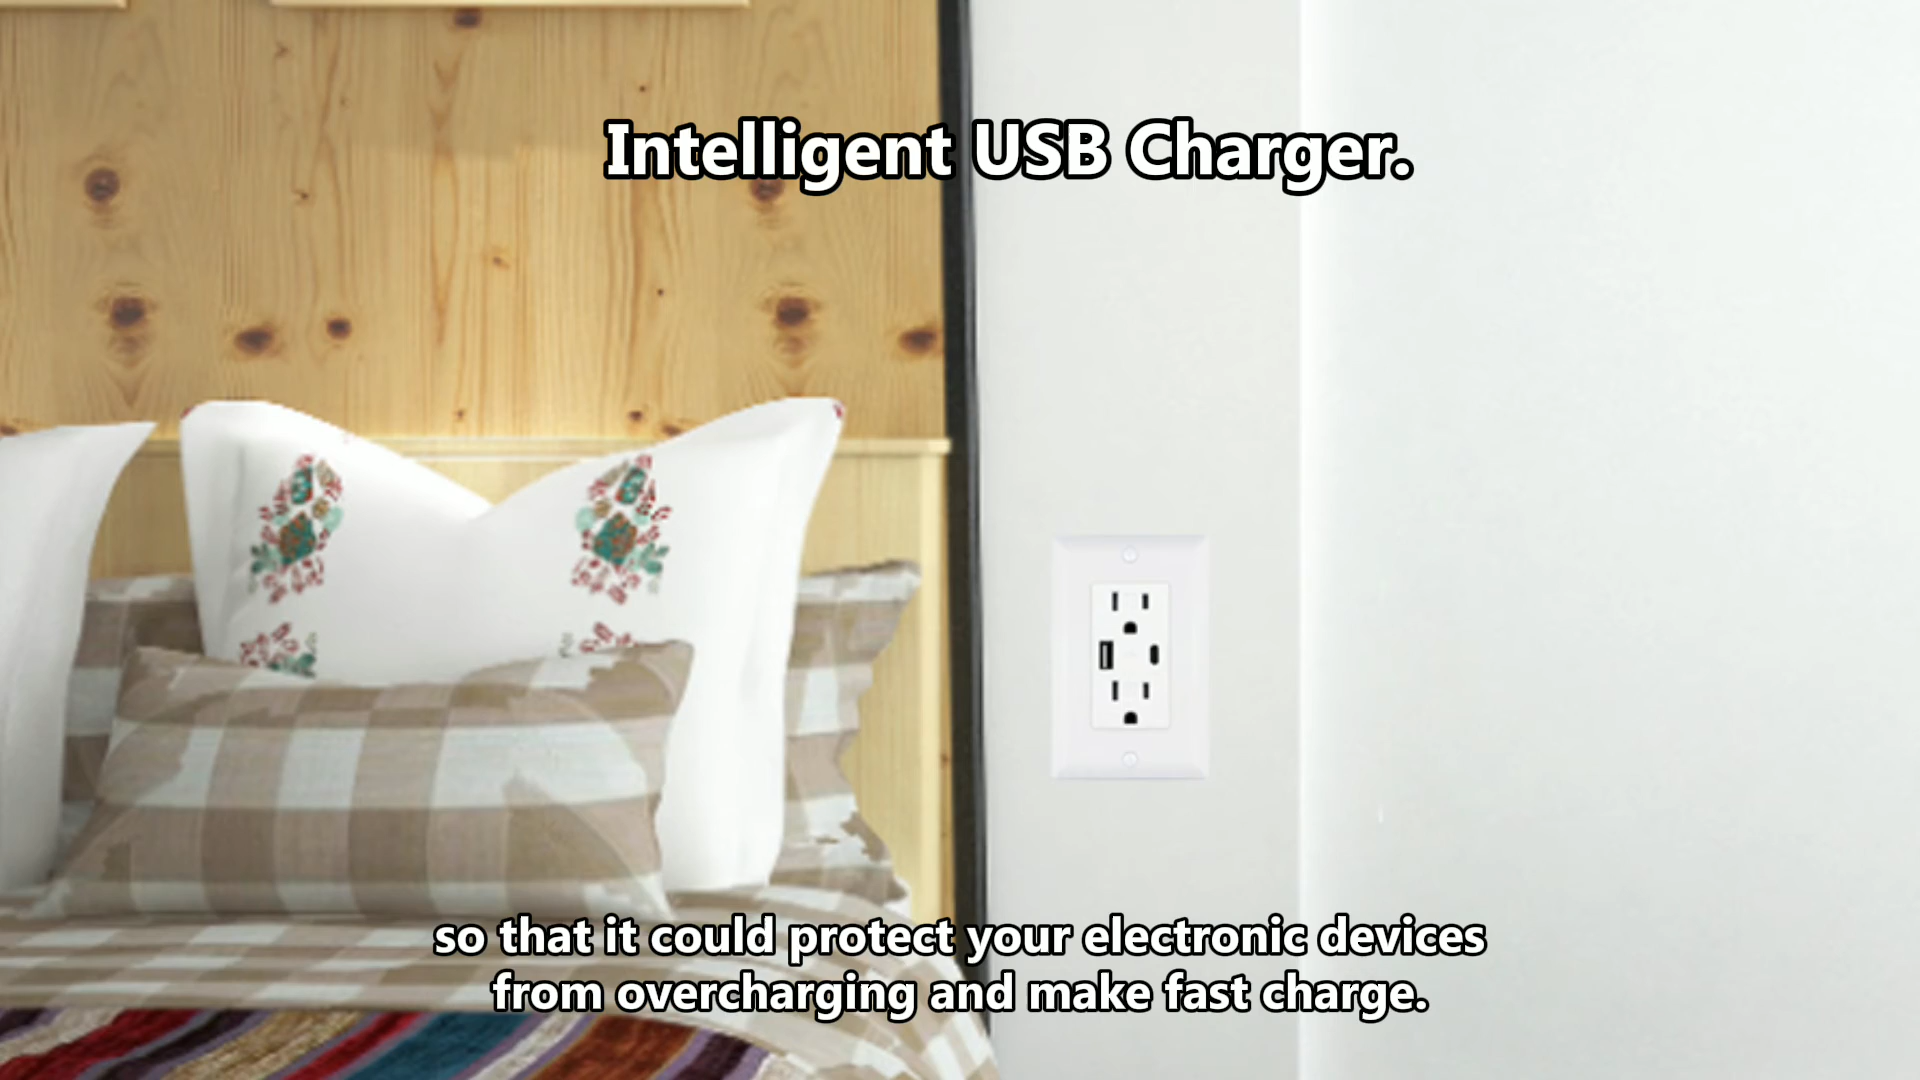 Intelligent USB Charger.
so that it could protect your electronic devices
from overcharging and make fast charge.